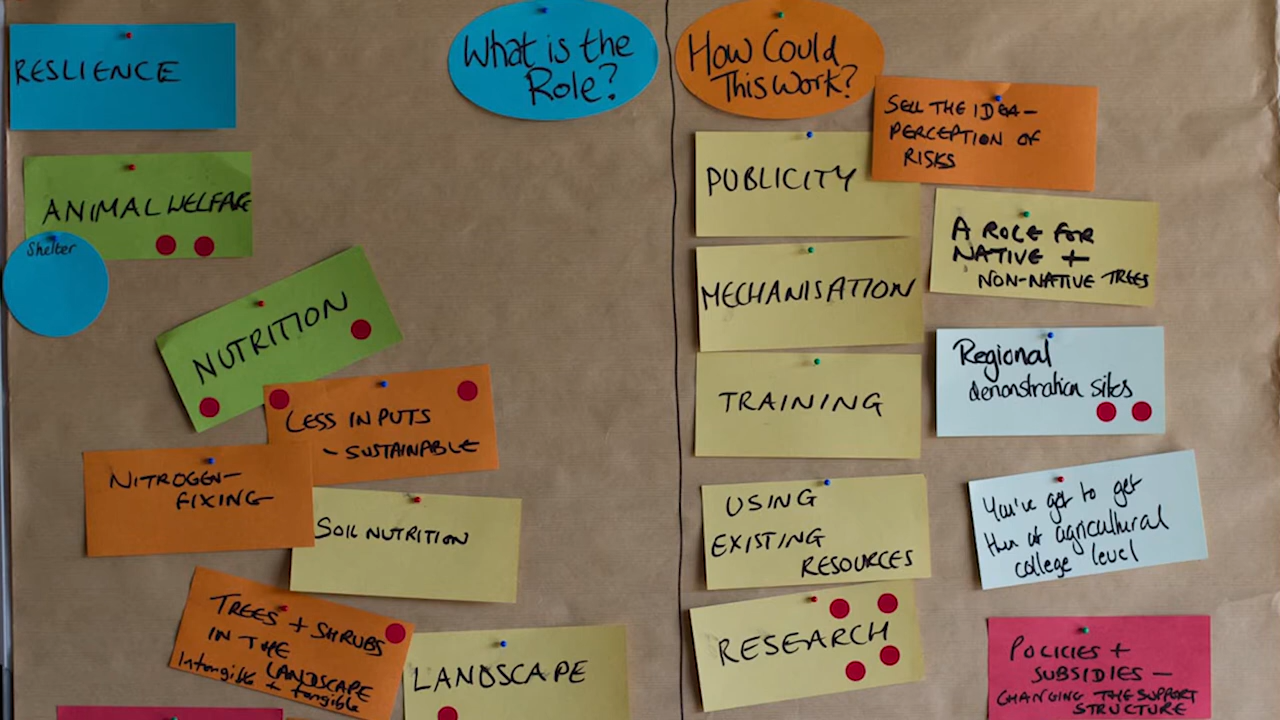 RESLIENCE
ANIMAL WELFARE
Shelter
NUTRITION
LESS INPUTS
- SUSTAINABLE
NITROGEN-
FIXING
SOIL NUTRITION
TREES + SHRUBS
IN THE
LANDSCAPE
Intangible + tangible
LANDSCAPE
What is the
Role?
How Could
This Work?
SELL THE IDEA-
PERCEPTION OF
RISKS
PUBLICITY
A ROLE FOR
NATIVE +
NON-NATIVE TREES
MECHANISATION
Regional
demonstration sites
TRAINING
USING
EXISTING
RESOURCES
You've got to get
them at agricultural
college level
RESEARCH
POLICIES +
SUBSIDIES -
CHANGING THE SUPPORT
STRUCTURE